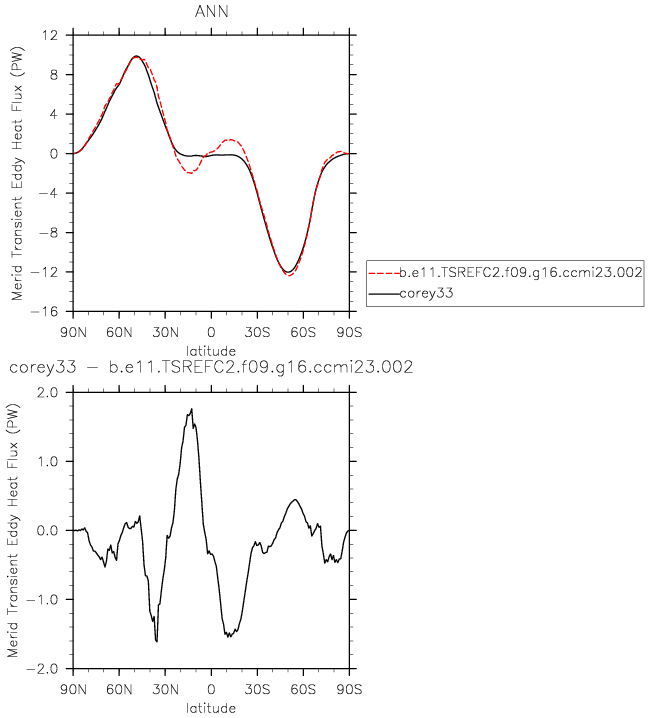 ANN
Merid Transient Eddy Heat Flux (PW)
12
8
4
0
−4
−8
−12
−16
90N 60N 30N 0 30S 60S 90S
latitude
b.e11.TSREFC2.f09.g16.ccmi23.002
corey33
corey33 − b.e11.TSREFC2.f09.g16.ccmi23.002
Merid Transient Eddy Heat Flux (PW)
2.0
1.0
0.0
−1.0
−2.0
90N 60N 30N 0 30S 60S 90S
latitude